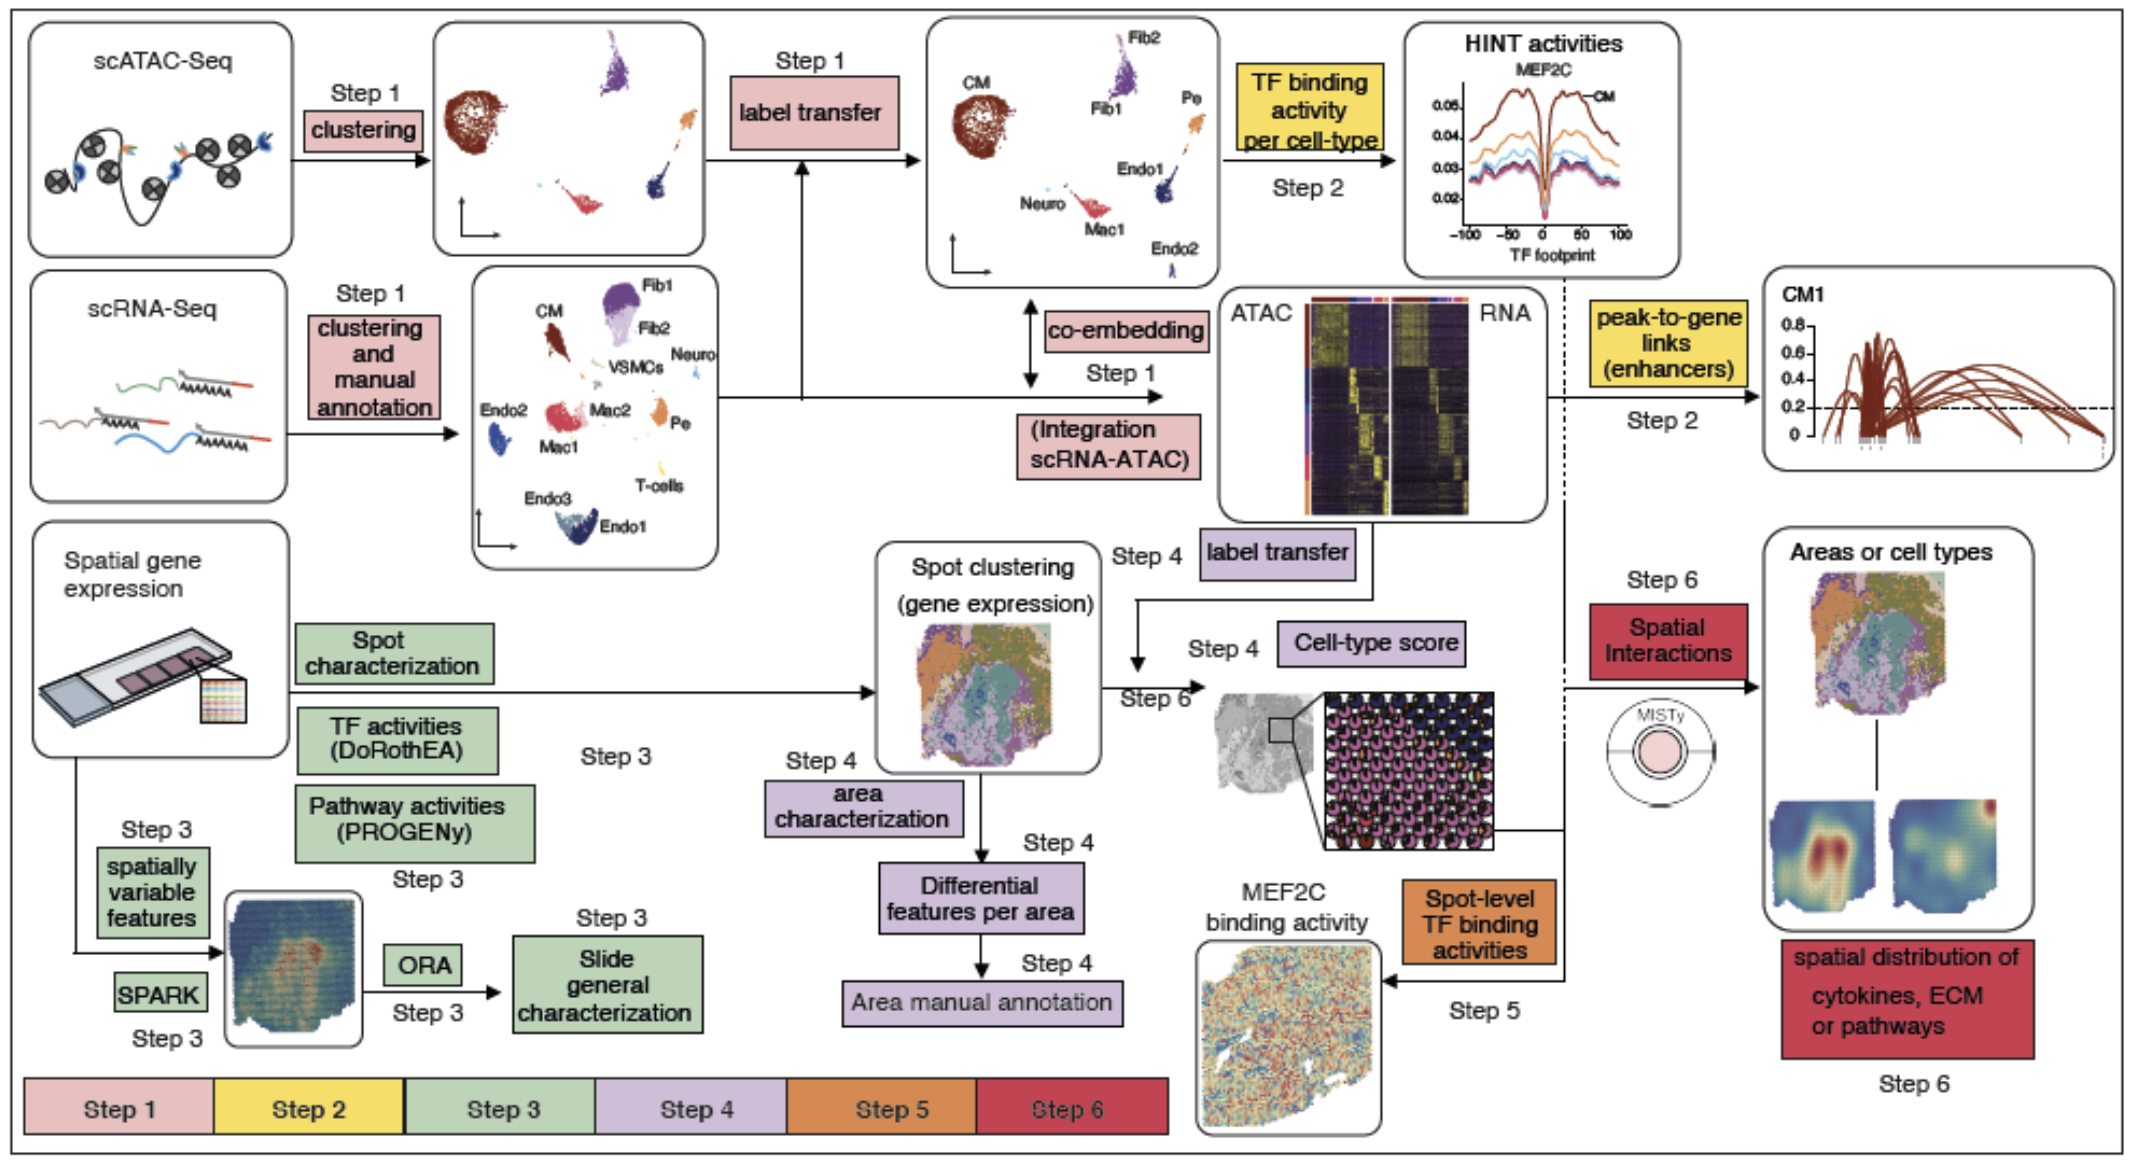 scATAC-Seq
Step 1
clustering
Step 1
label transfer
CM
Fib2
Fib1
Pe
Endo1
Neuro
Mac1
Endo2
TF binding
activity
per cell-type
Step 2
HINT activities
MEF2C
CM
0.05
0.04
0.03
0.02
-100
-50
0
50
100
TF footprint
scRNA-Seq
Step 1
clustering
and
manual
annotation
CM
Fib1
Fib2
Neuro
VSMCs
Endo2
Mac2
Mac1
Pe
T-cells
Endo3
Endo1
co-embedding
Step 1
(Integration
scRNA-ATAC)
ATAC
RNA
peak-to-gene
links
(enhancers)
Step 2
CM1
0.8
0.6
0.4
0.2
0
Spatial gene
expression
Spot
characterization
TF activities
(DoRothEA)
Pathway activities
(PROGENy)
Step 3
Step 3
Step 3
spatially
variable
features
SPARK
Step 3
ORA
Step 3
Step 3
Slide
general
characterization
Spot clustering
(gene expression)
Step 4
label transfer
Step 4
Cell-type score
Step 6
Step 4
area
characterization
Step 4
Differential
features per area
Step 4
Area manual annotation
MEF2C
binding activity
Spot-level
TF binding
activities
Step 5
Step 6
Spatial
Interactions
MISTy
Areas or cell types
spatial distribution of
cytokines, ECM
or pathways
Step 6
Step 1
Step 2
Step 3
Step 4
Step 5
Step 6